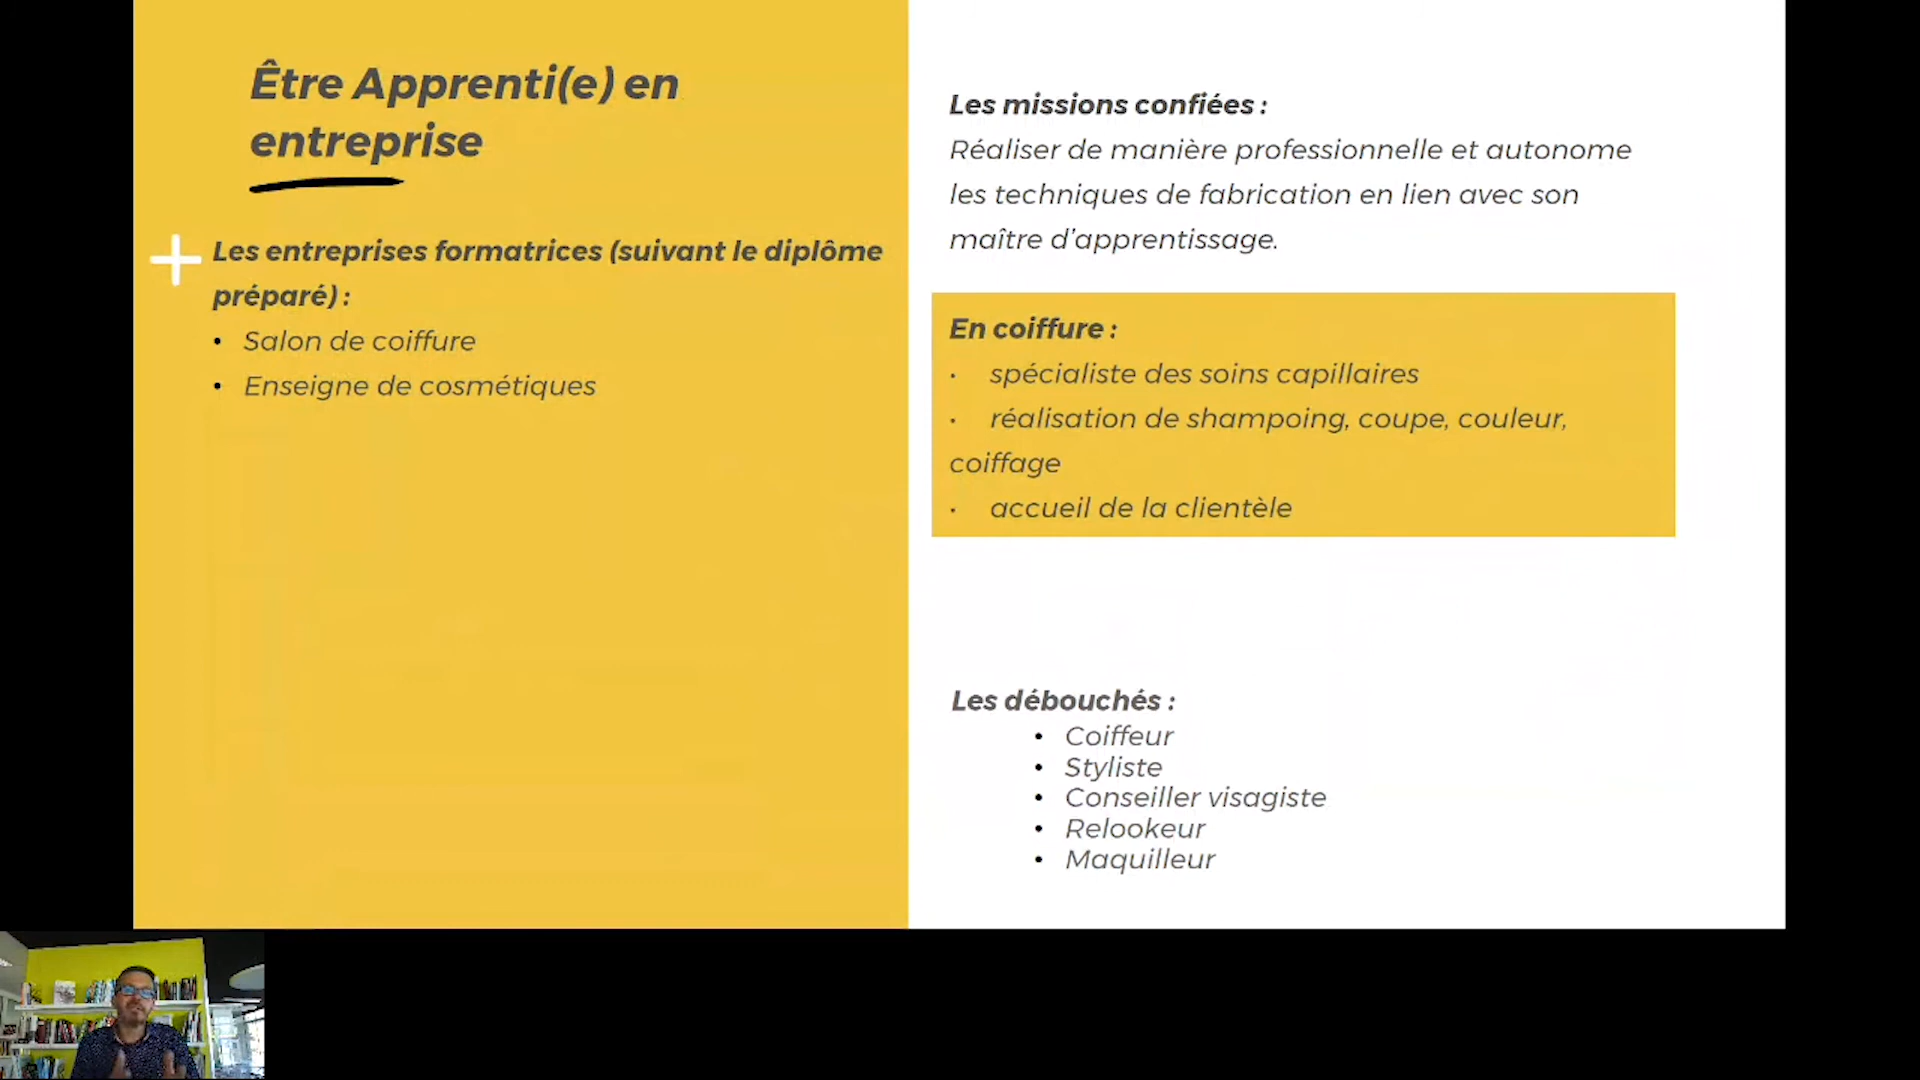 Être Apprenti(e) en
entreprise
Les entreprises formatrices (suivant le diplôme
préparé) :
• Salon de coiffure
• Enseigne de cosmétiques
Les missions confiées :
Réaliser de manière professionnelle et autonome
les techniques de fabrication en lien avec son
maître d'apprentissage.
En coiffure :
· spécialiste des soins capillaires
· réalisation de shampoing, coupe, couleur,
coiffage
· accueil de la clientèle
Les débouchés :
• Coiffeur
• Styliste
• Conseiller visagiste
• Relookeur
• Maquilleur